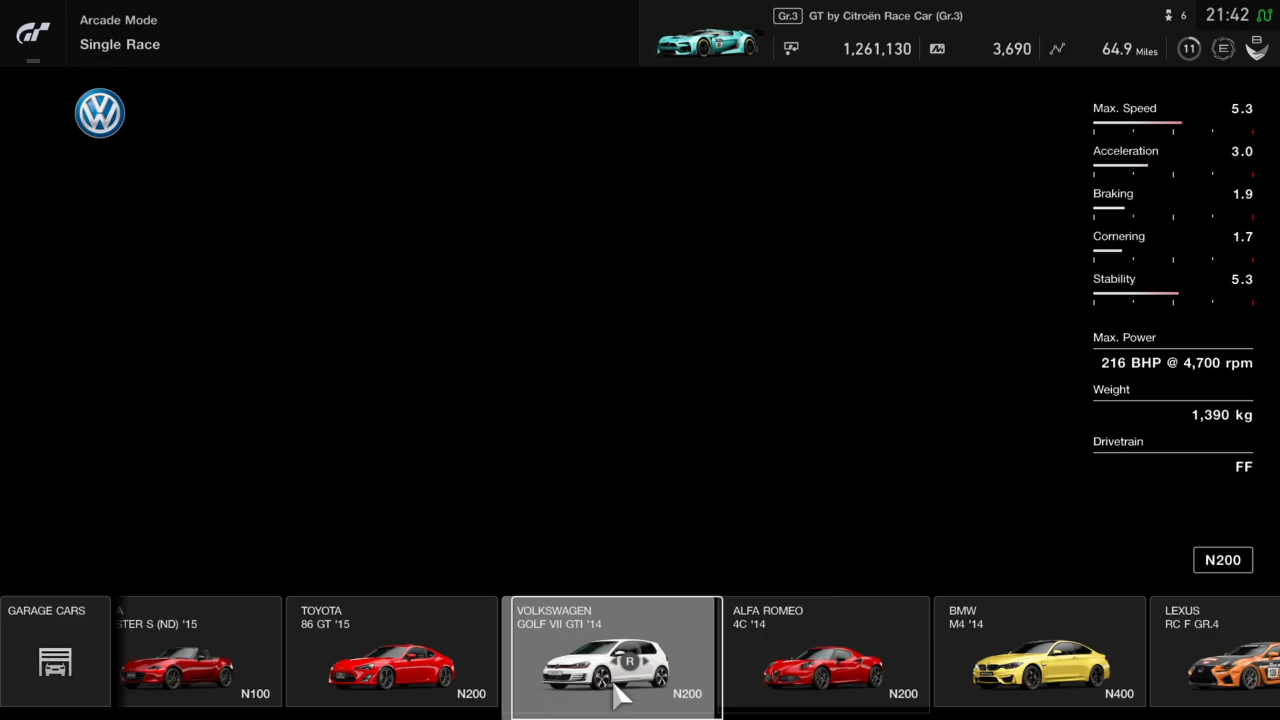 Arcade Mode
Single Race
Gr.3 GT by Citroën Race Car (Gr.3)
6 21:42
1,261,130 3,690 64.9 Miles 11 E B
Max. Speed 5.3
Acceleration 3.0
Braking 1.9
Cornering 1.7
Stability 5.3
Max. Power
216 BHP @ 4,700 rpm
Weight
1,390 kg
Drivetrain
FF
N200
GARAGE CARS
A
STER S (ND) '15
N100
TOYOTA
86 GT '15
N200
VOLKSWAGEN
GOLF VII GTI '14
R
N200
ALFA ROMEO
4C '14
N200
BMW
M4 '14
N400
LEXUS
RC F GR.4